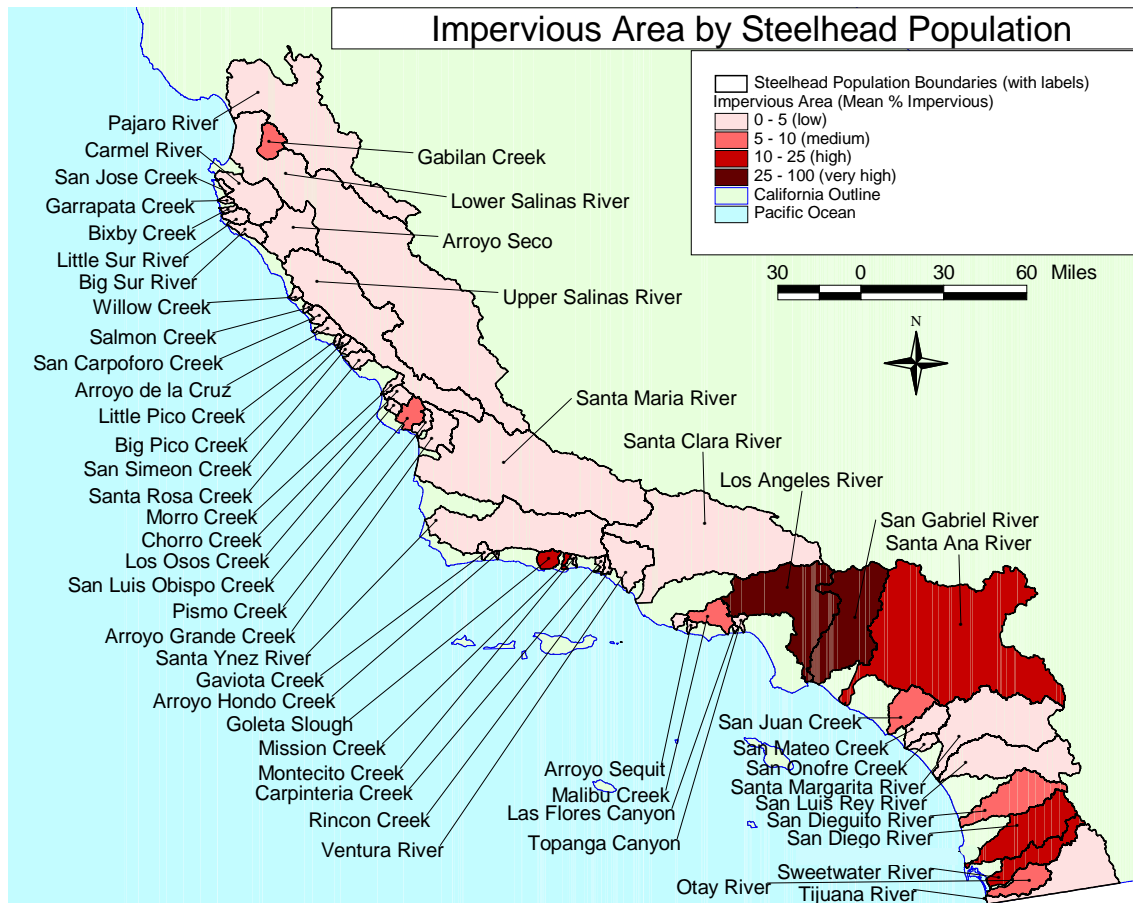 Impervious Area by Steelhead Population
Steelhead Population Boundaries (with labels)
Impervious Area (Mean % Impervious)
0 - 5 (low)
5 - 10 (medium)
10 - 25 (high)
25 - 100 (very high)
California Outline
Pacific Ocean
30 0 30 60 Miles
N
Pajaro River
Carmel River
San Jose Creek
Garrapata Creek
Bixby Creek
Little Sur River
Big Sur River
Willow Creek
Salmon Creek
San Carpoforo Creek
Arroyo de la Cruz
Little Pico Creek
Big Pico Creek
San Simeon Creek
Santa Rosa Creek
Morro Creek
Chorro Creek
Los Osos Creek
San Luis Obispo Creek
Pismo Creek
Arroyo Grande Creek
Santa Ynez River
Gaviota Creek
Arroyo Hondo Creek
Goleta Slough
Mission Creek
Montecito Creek
Carpinteria Creek
Rincon Creek
Ventura River
Gabilan Creek
Lower Salinas River
Arroyo Seco
Upper Salinas River
Santa Maria River
Santa Clara River
Los Angeles River
San Gabriel River
Santa Ana River
Arroyo Sequit
Malibu Creek
Las Flores Canyon
Topanga Canyon
San Juan Creek
San Mateo Creek
San Onofre Creek
Santa Margarita River
San Luis Rey River
San Dieguito River
San Diego River
Sweetwater River
Otay River
Tijuana River